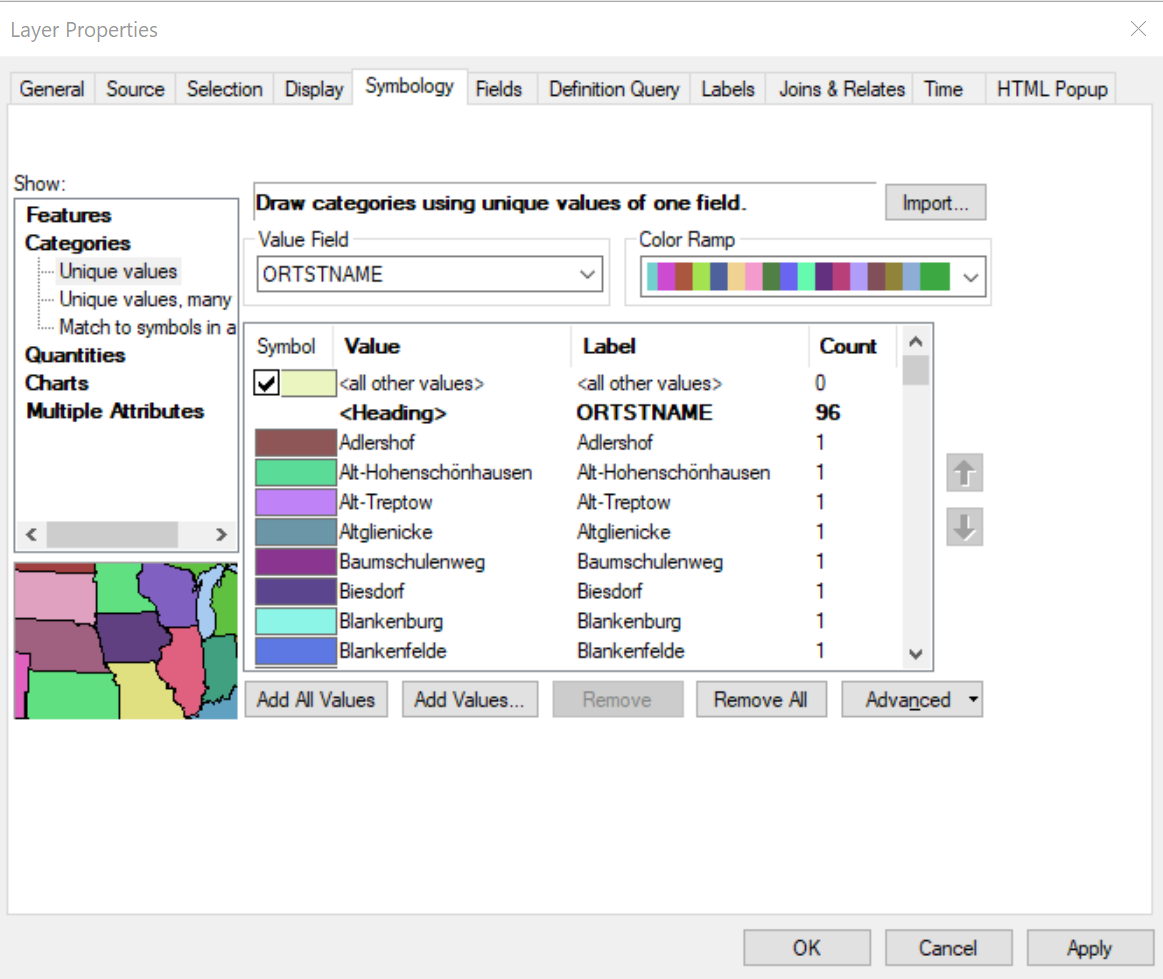 Layer Properties
General Source Selection Display Symbology Fields Definition Query Labels Joins & Relates Time HTML Popup
Show:
Features
Categories
Unique values
Unique values, many
Match to symbols in a
Quantities
Charts
Multiple Attributes
Draw categories using unique values of one field.
Import...
Value Field
ORTSTNAME
Color Ramp
Symbol Value Label Count
<all other values> <all other values> 0
<Heading> ORTSTNAME 96
Adlershof Adlershof 1
Alt-Hohenschönhausen Alt-Hohenschönhausen 1
Alt-Treptow Alt-Treptow 1
Altglienicke Altglienicke 1
Baumschulenweg Baumschulenweg 1
Biesdorf Biesdorf 1
Blankenburg Blankenburg 1
Blankenfelde Blankenfelde 1
Add All Values Add Values... Remove Remove All Advanced
OK Cancel Apply